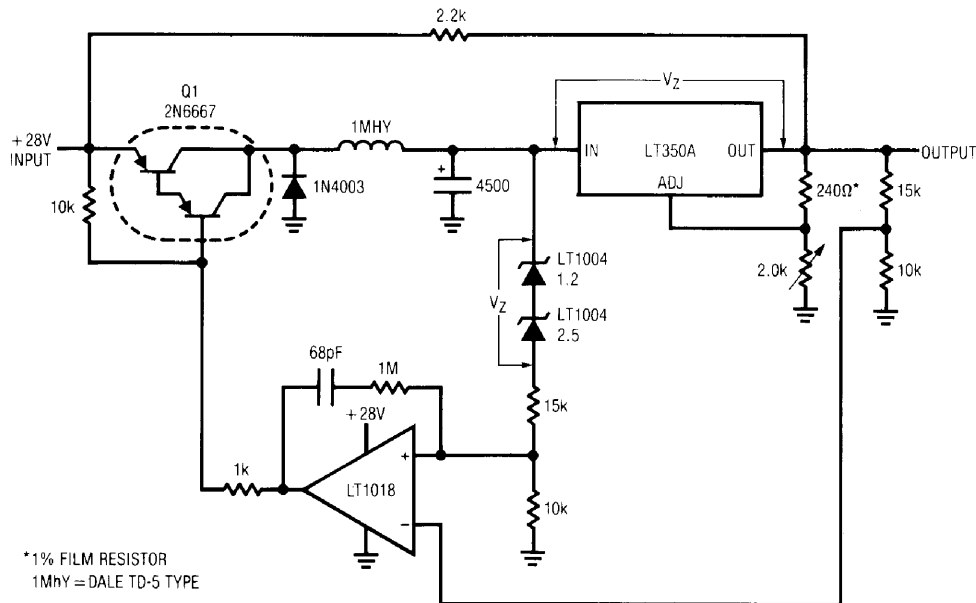 2.2k
V_Z
Q1
2N6667
+28V
INPUT
1MHY
IN
LT350A
OUT
ADJ
OUTPUT
10k
1N4003
+
4500
240Ω*
15k
2.0k
10k
LT1004
1.2
V_Z
LT1004
2.5
68pF
1M
+28V
15k
1k
LT1018
+
−
10k
*1% FILM RESISTOR
1MhY = DALE TD-5 TYPE